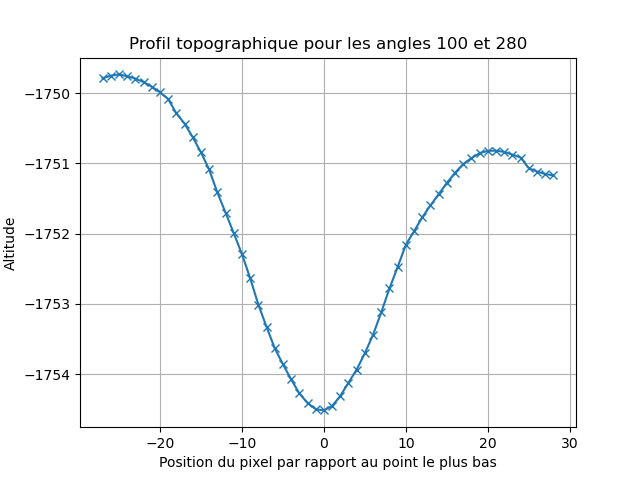 Profil topographique pour les angles 100 et 280
Altitude
−1750
−1751
−1752
−1753
−1754
−20 −10 0 10 20 30
Position du pixel par rapport au point le plus bas